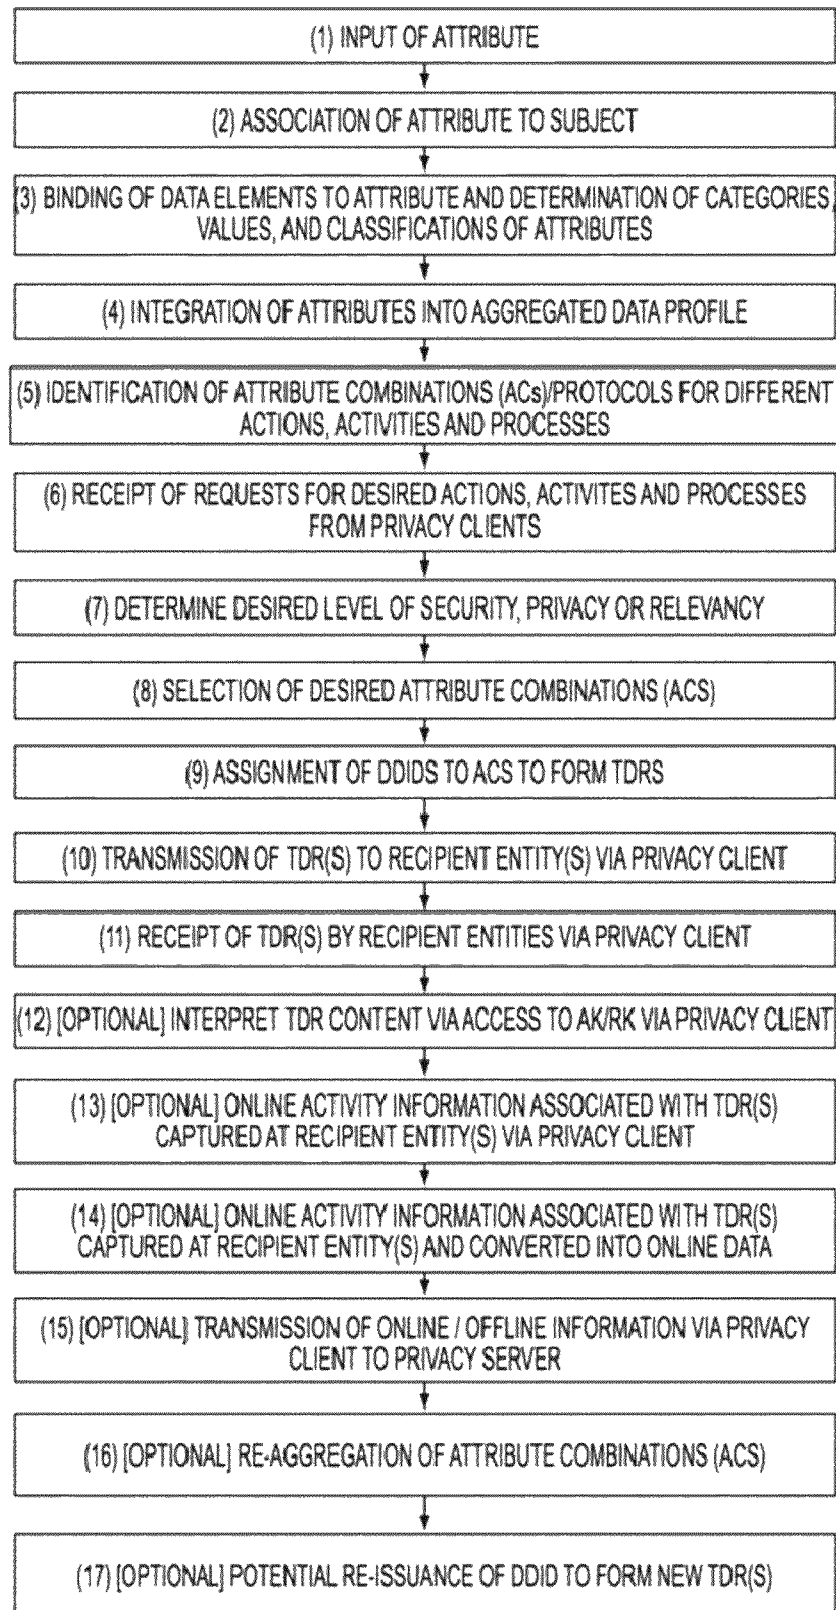 (1) INPUT OF ATTRIBUTE
(2) ASSOCIATION OF ATTRIBUTE TO SUBJECT
(3) BINDING OF DATA ELEMENTS TO ATTRIBUTE AND DETERMINATION OF CATEGORIES,
VALUES, AND CLASSIFICATIONS OF ATTRIBUTES
(4) INTEGRATION OF ATTRIBUTES INTO AGGREGATED DATA PROFILE
(5) IDENTIFICATION OF ATTRIBUTE COMBINATIONS (ACs)/PROTOCOLS FOR DIFFERENT
ACTIONS, ACTIVITIES AND PROCESSES
(6) RECEIPT OF REQUESTS FOR DESIRED ACTIONS, ACTIVITES AND PROCESSES
FROM PRIVACY CLIENTS
(7) DETERMINE DESIRED LEVEL OF SECURITY, PRIVACY OR RELEVANCY
(8) SELECTION OF DESIRED ATTRIBUTE COMBINATIONS (ACS)
(9) ASSIGNMENT OF DDIDS TO ACS TO FORM TDRS
(10) TRANSMISSION OF TDR(S) TO RECIPIENT ENTITY(S) VIA PRIVACY CLIENT
(11) RECEIPT OF TDR(S) BY RECIPIENT ENTITIES VIA PRIVACY CLIENT
(12) [OPTIONAL] INTERPRET TDR CONTENT VIA ACCESS TO AK/RK VIA PRIVACY CLIENT
(13) [OPTIONAL] ONLINE ACTIVITY INFORMATION ASSOCIATED WITH TDR(S)
CAPTURED AT RECIPIENT ENTITY(S) VIA PRIVACY CLIENT
(14) [OPTIONAL] ONLINE ACTIVITY INFORMATION ASSOCIATED WITH TDR(S)
CAPTURED AT RECIPIENT ENTITY(S) AND CONVERTED INTO ONLINE DATA
(15) [OPTIONAL] TRANSMISSION OF ONLINE / OFFLINE INFORMATION VIA PRIVACY
CLIENT TO PRIVACY SERVER
(16) [OPTIONAL] RE-AGGREGATION OF ATTRIBUTE COMBINATIONS (ACS)
(17) [OPTIONAL] POTENTIAL RE-ISSUANCE OF DDID TO FORM NEW TDR(S)